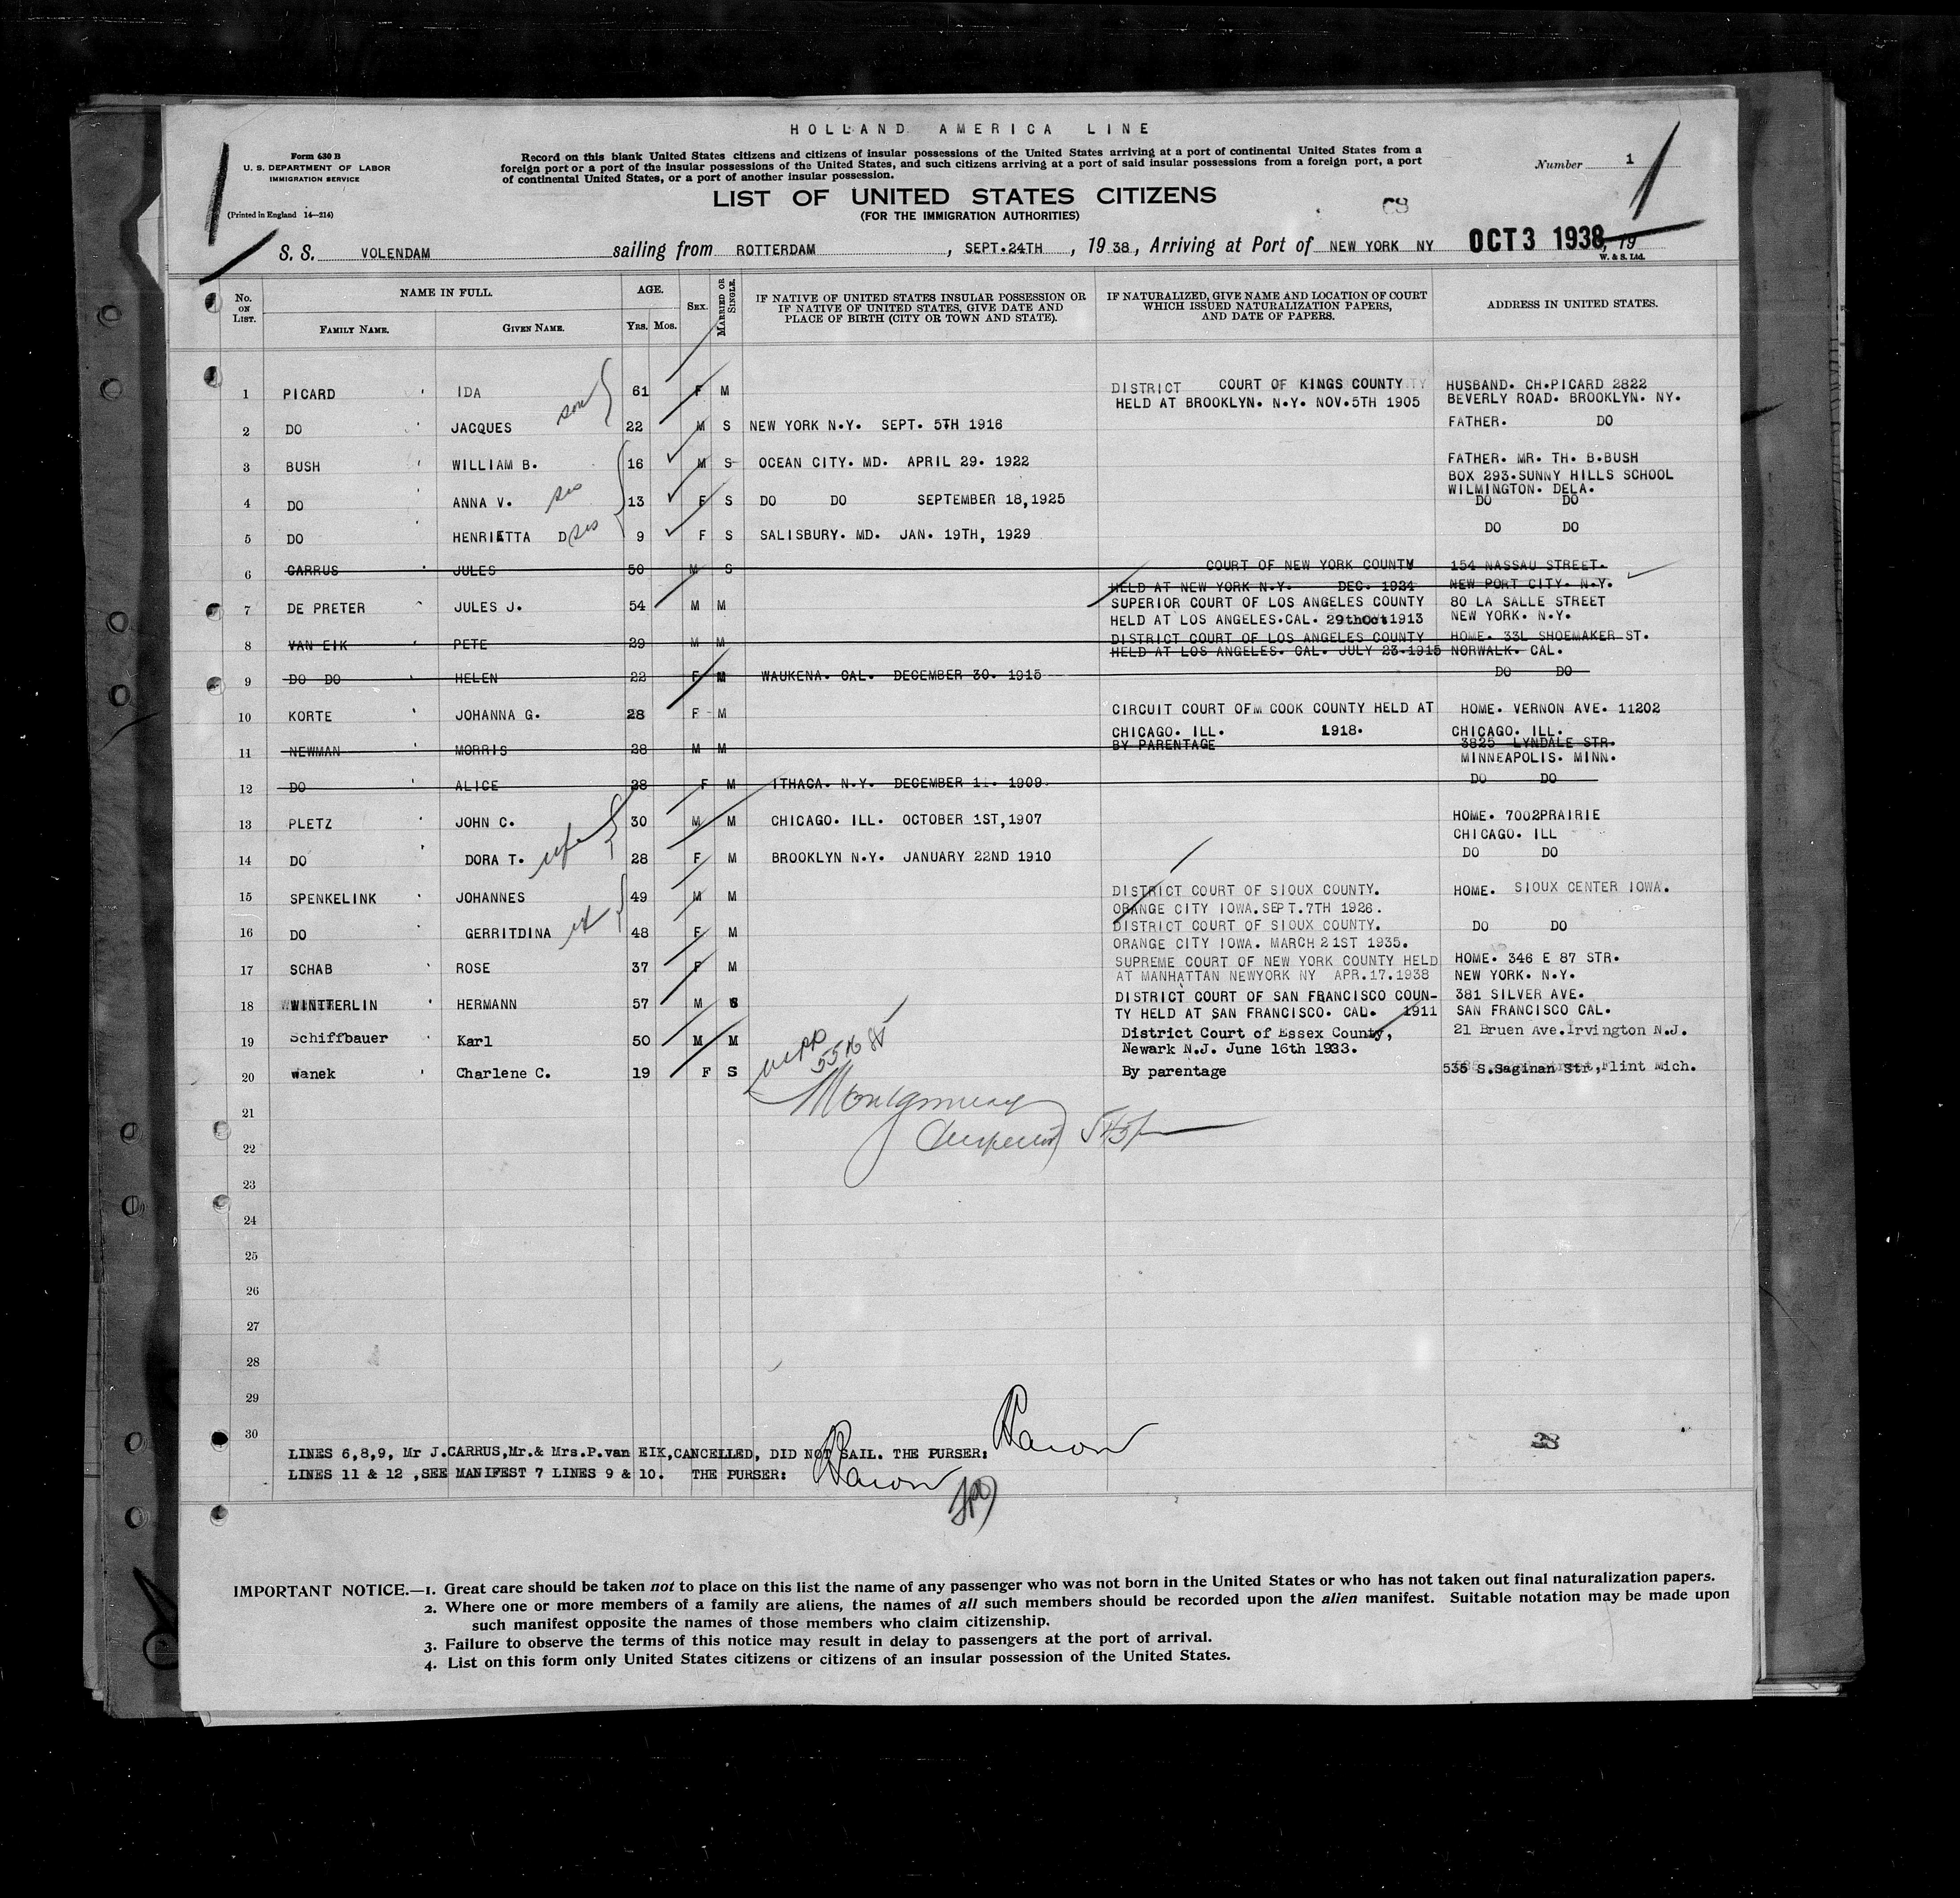 HOLLAND AMERICA LINE
Form 630 B
U. S. DEPARTMENT OF LABOR
IMMIGRATION SERVICE
(Printed in England 14—214)
Record on this blank United States citizens and citizens of insular possessions of the United States arriving at a port of continental United States from a
foreign port or a port of the insular possessions of the United States, and such citizens arriving at a port of said insular possessions from a foreign port, a port
of continental United States, or a port of another insular possession.
Number 1
LIST OF UNITED STATES CITIZENS
(FOR THE IMMIGRATION AUTHORITIES)
S. S. VOLENDAM sailing from ROTTERDAM, SEPT.24TH, 1938, Arriving at Port of NEW YORK NY OCT 3 1938, 19
W. & S. Ltd.
No. ON LIST. NAME IN FULL. AGE. SEX. MARRIED OR SINGLE. IF NATIVE OF UNITED STATES INSULAR POSSESSION OR IF NATIVE OF UNITED STATES, GIVE DATE AND PLACE OF BIRTH (CITY OR TOWN AND STATE). IF NATURALIZED, GIVE NAME AND LOCATION OF COURT WHICH ISSUED NATURALIZATION PAPERS, AND DATE OF PAPERS. ADDRESS IN UNITED STATES.
FAMILY NAME. GIVEN NAME. Yrs. Mos.
1 PICARD IDA 61 F M DISTRICT COURT OF KINGS COUNTY HUSBAND. CH.PICARD 2822
HELD AT BROOKLYN. N.Y. NOV.5TH 1905 BEVERLY ROAD. BROOKLYN. NY.
2 DO JACQUES son 22 M S NEW YORK N.Y. SEPT. 5TH 1916 FATHER. DO
3 BUSH WILLIAM B. 16 M S OCEAN CITY. MD. APRIL 29. 1922 FATHER. MR. TH. B.BUSH
BOX 293.SUNNY HILLS SCHOOL
WILMINGTON. DELA.
4 DO ANNA V. sis 13 F S DO DO SEPTEMBER 18,1925 DO DO
5 DO HENRIETTA D sis 9 F S SALISBURY. MD. JAN. 19TH, 1929 DO DO
6 CARRUS JULES 50 M S COURT OF NEW YORK COUNTY 154 NASSAU STREET.
HELD AT NEW YORK N.Y. DEC. 1924 NEW PORT CITY. N.Y.
7 DE PRETER JULES J. 54 M M SUPERIOR COURT OF LOS ANGELES COUNTY 80 LA SALLE STREET
HELD AT LOS ANGELES.CAL. 29thOct1913 NEW YORK. N.Y.
8 VAN EIK PETE 29 M M DISTRICT COURT OF LOS ANGELES COUNTY HOME. 33L SHOEMAKER ST.
HELD AT LOS ANGELES. CAL. JULY 23.1915 NORWALK. CAL.
9 DO DO HELEN 22 F M WAUKENA. CAL. DECEMBER 30. 1915 DO DO
10 KORTE JOHANNA G. 28 F M CIRCUIT COURT OFM COOK COUNTY HELD AT HOME. VERNON AVE. 11202
CHICAGO. ILL. 1918. CHICAGO. ILL.
11 NEWMAN MORRIS 28 M M BY PARENTAGE 3825 LYNDALE STR.
MINNEAPOLIS. MINN.
12 DO ALICE 28 F M ITHACA. N.Y. DECEMBER 11. 1909. DO DO
13 PLETZ JOHN C. 30 M M CHICAGO. ILL. OCTOBER 1ST,1907 HOME. 7002PRAIRIE
CHICAGO. ILL
14 DO DORA T. wife 28 F M BROOKLYN N.Y. JANUARY 22ND 1910 DO DO
15 SPENKELINK JOHANNES 49 M M DISTRICT COURT OF SIOUX COUNTY. HOME. SIOUX CENTER IOWA.
ORANGE CITY IOWA.SEPT.7TH 1926.
16 DO GERRITDINA 48 F M DISTRICT COURT OF SIOUX COUNTY. DO DO
ORANGE CITY IOWA. MARCH 21ST 1935.
17 SCHAB ROSE 37 F M SUPREME COURT OF NEW YORK COUNTY HELD HOME. 346 E 87 STR.
AT MANHATTAN NEWYORK NY APR.17.1938 NEW YORK. N.Y.
18 WINTTERLIN HERMANN 57 M S DISTRICT COURT OF SAN FRANCISCO COUN- 381 SILVER AVE.
TY HELD AT SAN FRANCISCO. CAL. 1911 SAN FRANCISCO CAL.
19 Schiffbauer Karl 50 M M District Court of Essex County, 21 Bruen Ave.Irvington N.J.
Newark N.J. June 16th 1933.
20 Wanek Charlene C. 19 F S By parentage 535 S.Saginan Str,Flint Mich.
21 Montgomery
22 Inspector
23
24
25
26
27
28
29
30
38
LINES 6,8,9, Mr J.CARRUS,Mr.& Mrs.P.van EIK,CANCELLED, DID NOT SAIL. THE PURSER:
LINES 11 & 12 ,SEE MANIFEST 7 LINES 9 & 10. THE PURSER:
IMPORTANT NOTICE.—1. Great care should be taken not to place on this list the name of any passenger who was not born in the United States or who has not taken out final naturalization papers.
2. Where one or more members of a family are aliens, the names of all such members should be recorded upon the alien manifest. Suitable notation may be made upon
such manifest opposite the names of those members who claim citizenship.
3. Failure to observe the terms of this notice may result in delay to passengers at the port of arrival.
4. List on this form only United States citizens or citizens of an insular possession of the United States.